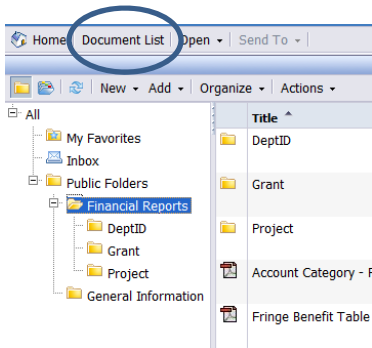 Home Document List Open Send To
New Add Organize Actions
All
My Favorites
Inbox
Public Folders
Financial Reports
DeptID
Grant
Project
General Information
Title
DeptID
Grant
Project
Account Category - F
Fringe Benefit Table